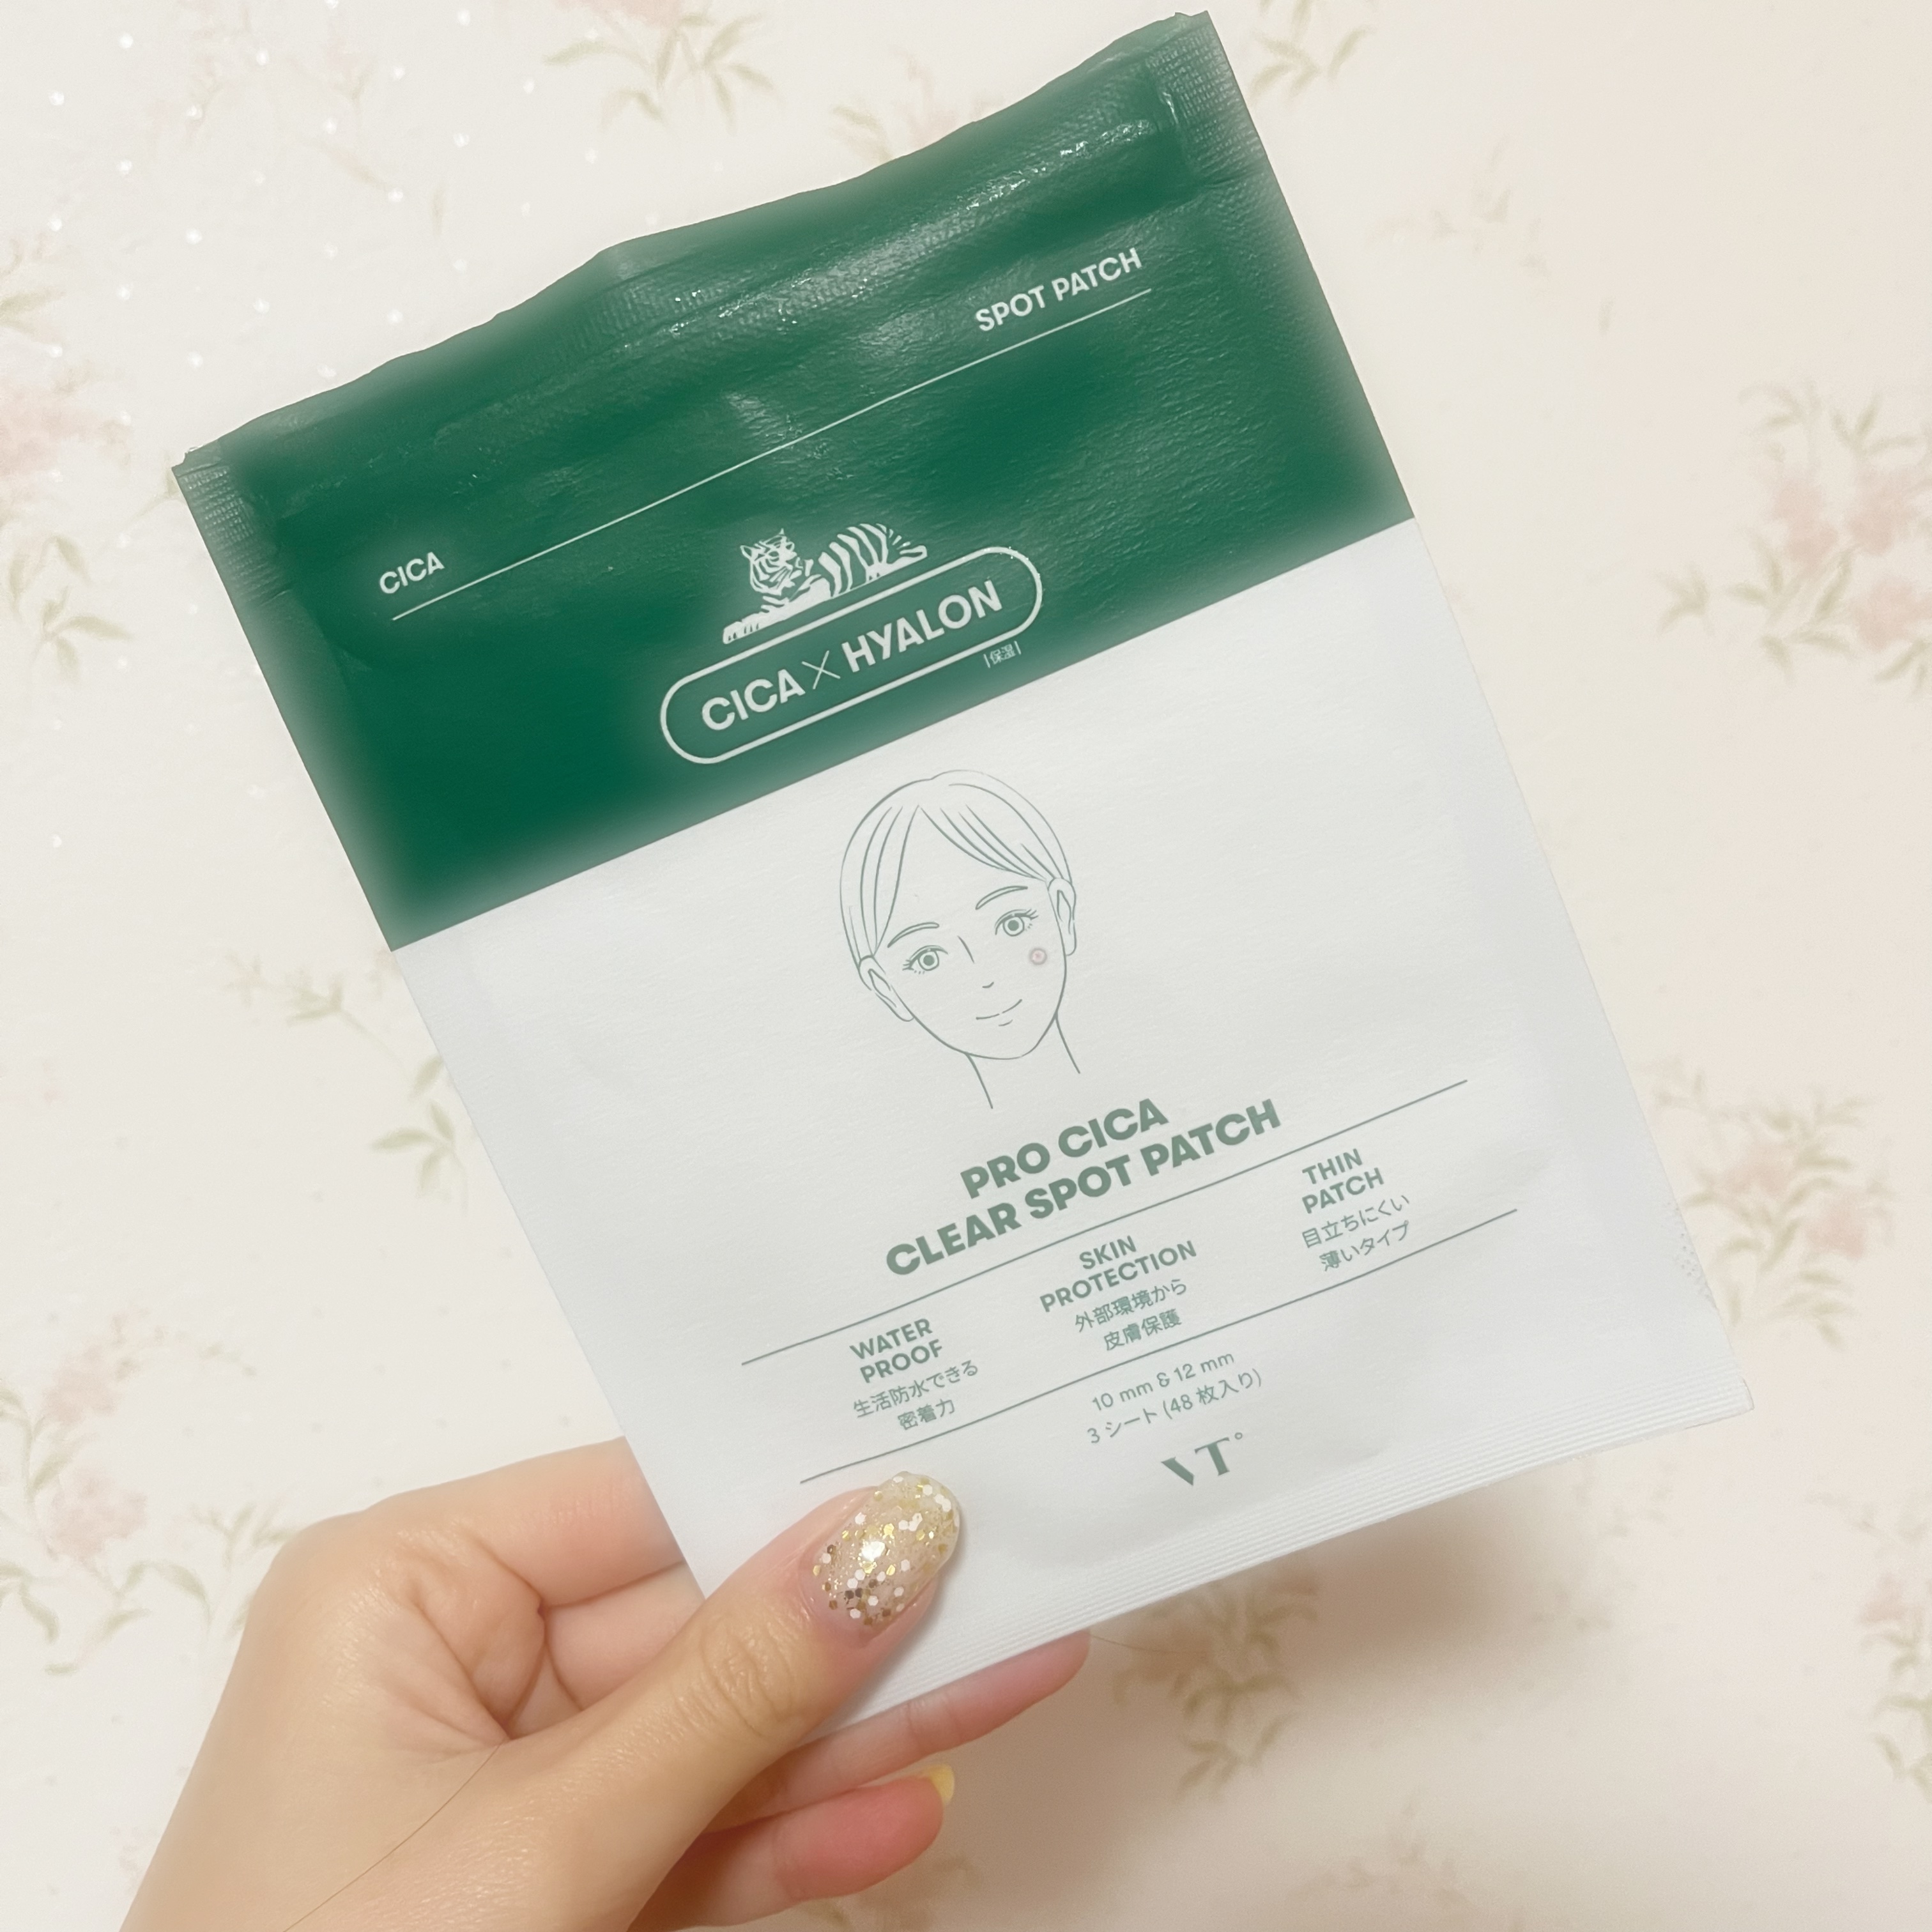 CICA
SPOT PATCH
CICA × HYALON
[保湿]
PRO CICA
CLEAR SPOT PATCH
WATER
PROOF
生活防水できる
密着力
SKIN
PROTECTION
外部環境から
皮膚保護
THIN
PATCH
目立ちにくい
薄いタイプ
10 mm & 12 mm
3 シート (48 枚入り)
VT°